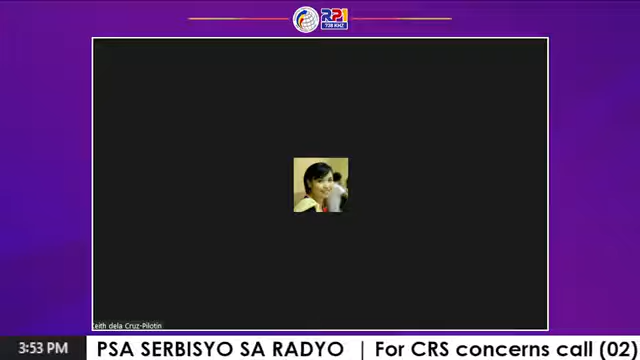 RP1
738 KHZ
eith dela Cruz-Pilotin
3:53 PM
PSA SERBISYO SA RADYO | For CRS concerns call (02)